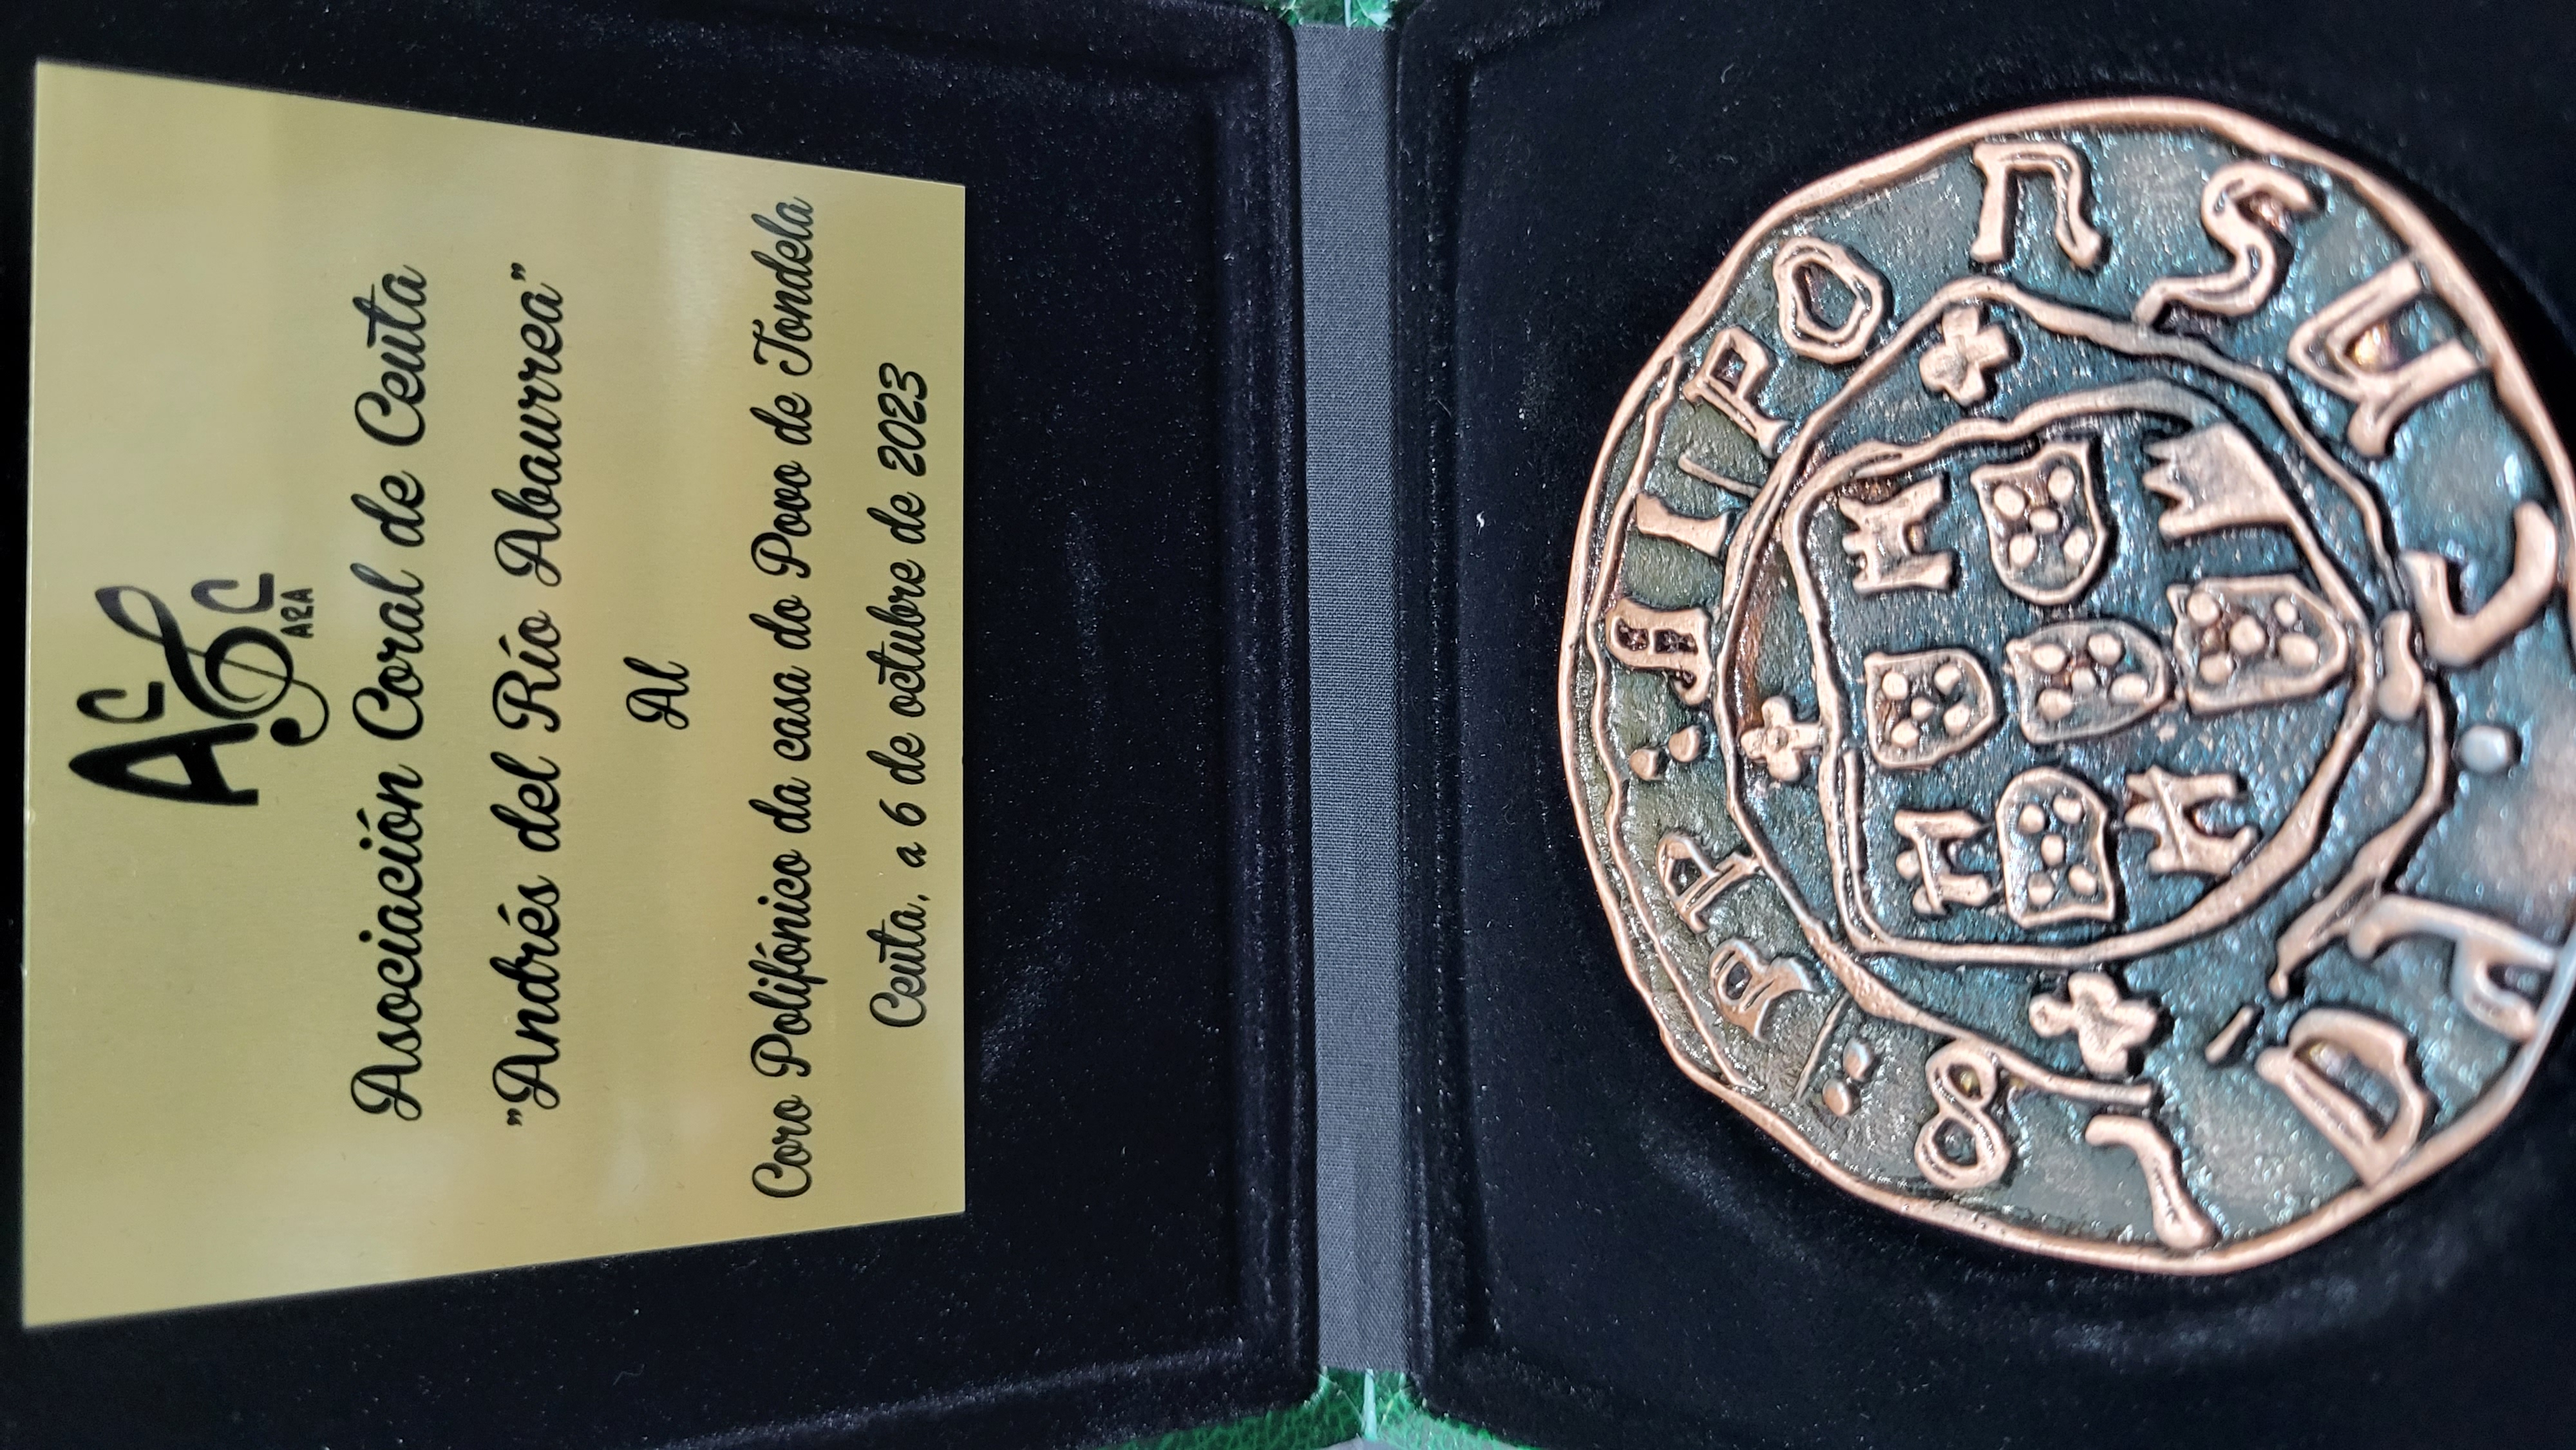 AC
C
ARA
Asociación Coral de Ceuta
"Andrés del Río Abaurrea"
Al
Coro Polifónico da casa do Povo de Tondela
Ceuta, a 6 de octubre de 2023